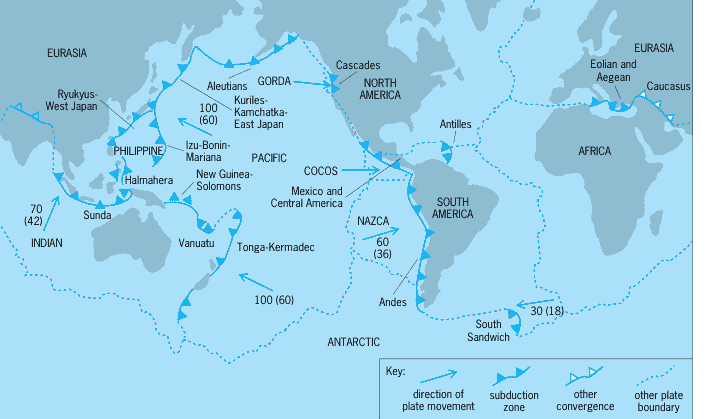 EURASIA
Ryukyus-
West Japan
Aleutians
100
(60)
Kuriles-
Kamchatka-
East Japan
PHILIPPINE
Izu-Bonin-
Mariana
Halmahera
New Guinea-
Solomons
PACIFIC
70
(42)
INDIAN
Sunda
Vanuatu
Tonga-Kermadec
100 (60)
ANTARCTIC
GORDA
Cascades
NORTH
AMERICA
COCOS
Mexico and
Central America
Antilles
NAZCA
60
(36)
SOUTH
AMERICA
Andes
South
Sandwich
30 (18)
AFRICA
Eolian and
Aegean
EURASIA
Caucasus
Key:
direction of
plate movement
subduction
zone
other
convergence
other plate
boundary